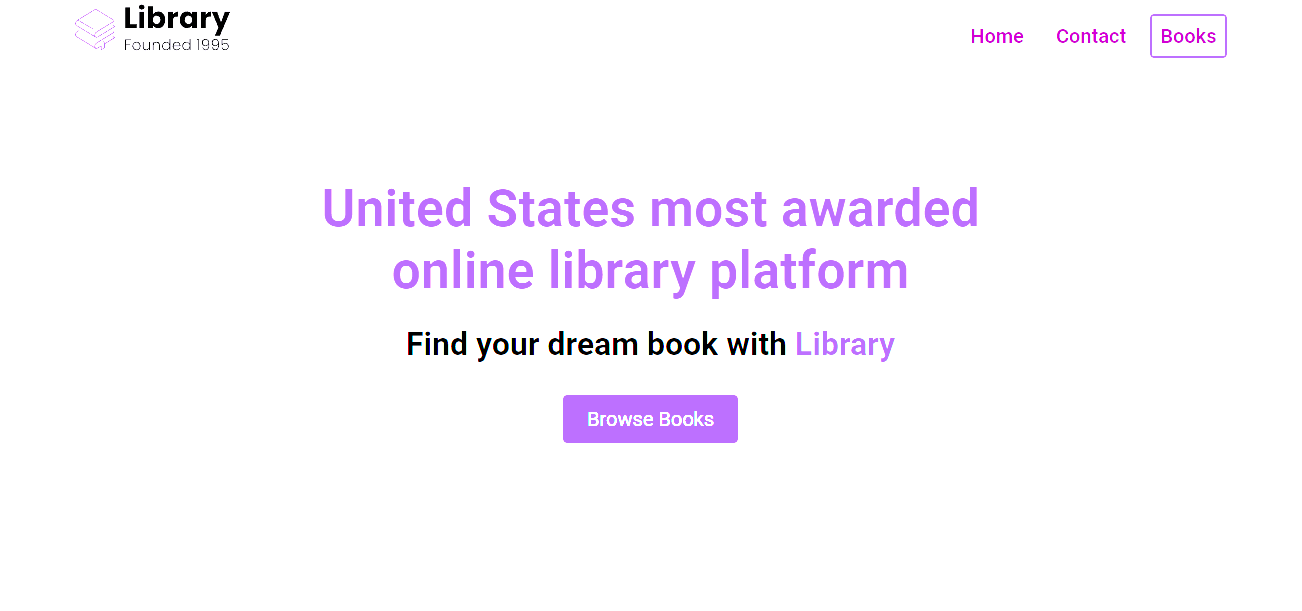 Library
Founded 1995
Home Contact Books
United States most awarded
online library platform
Find your dream book with Library
Browse Books